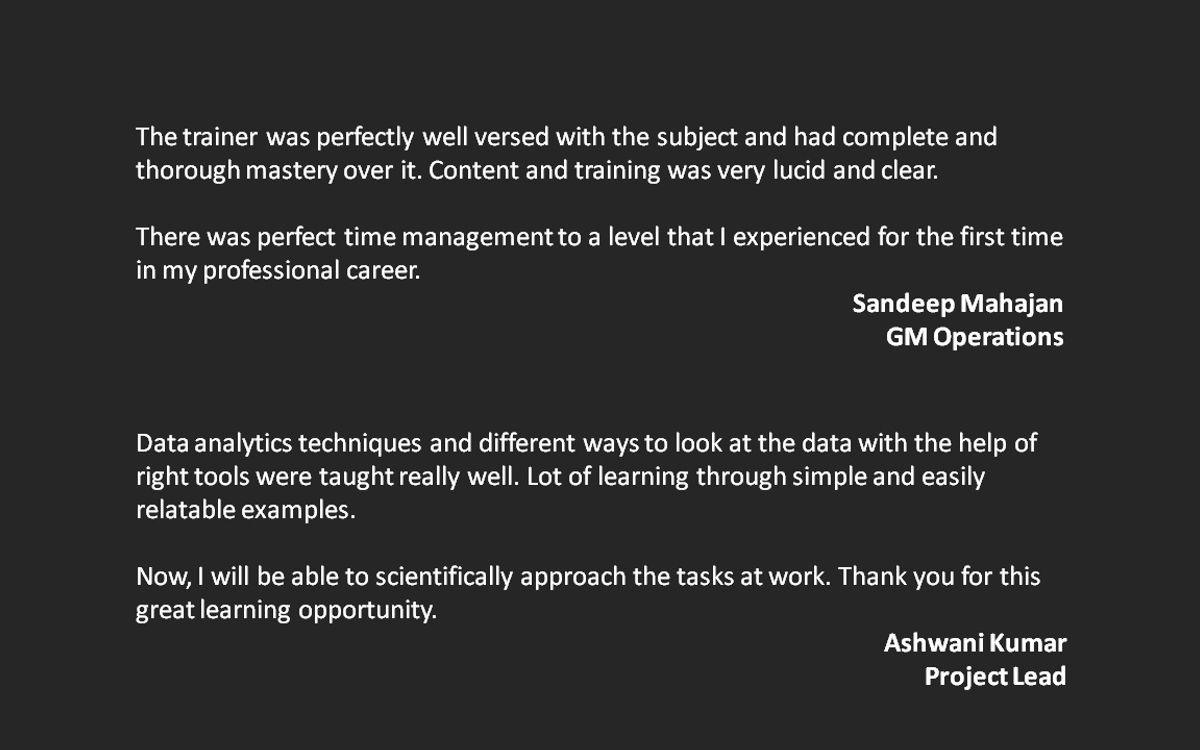 The trainer was perfectly well versed with the subject and had complete and
thorough mastery over it. Content and training was very lucid and clear.
There was perfect time management to a level that I experienced for the first time
in my professional career.
Sandeep Mahajan
GM Operations
Data analytics techniques and different ways to look at the data with the help of
right tools were taught really well. Lot of learning through simple and easily
relatable examples.
Now, I will be able to scientifically approach the tasks at work. Thank you for this
great learning opportunity.
Ashwani Kumar
Project Lead